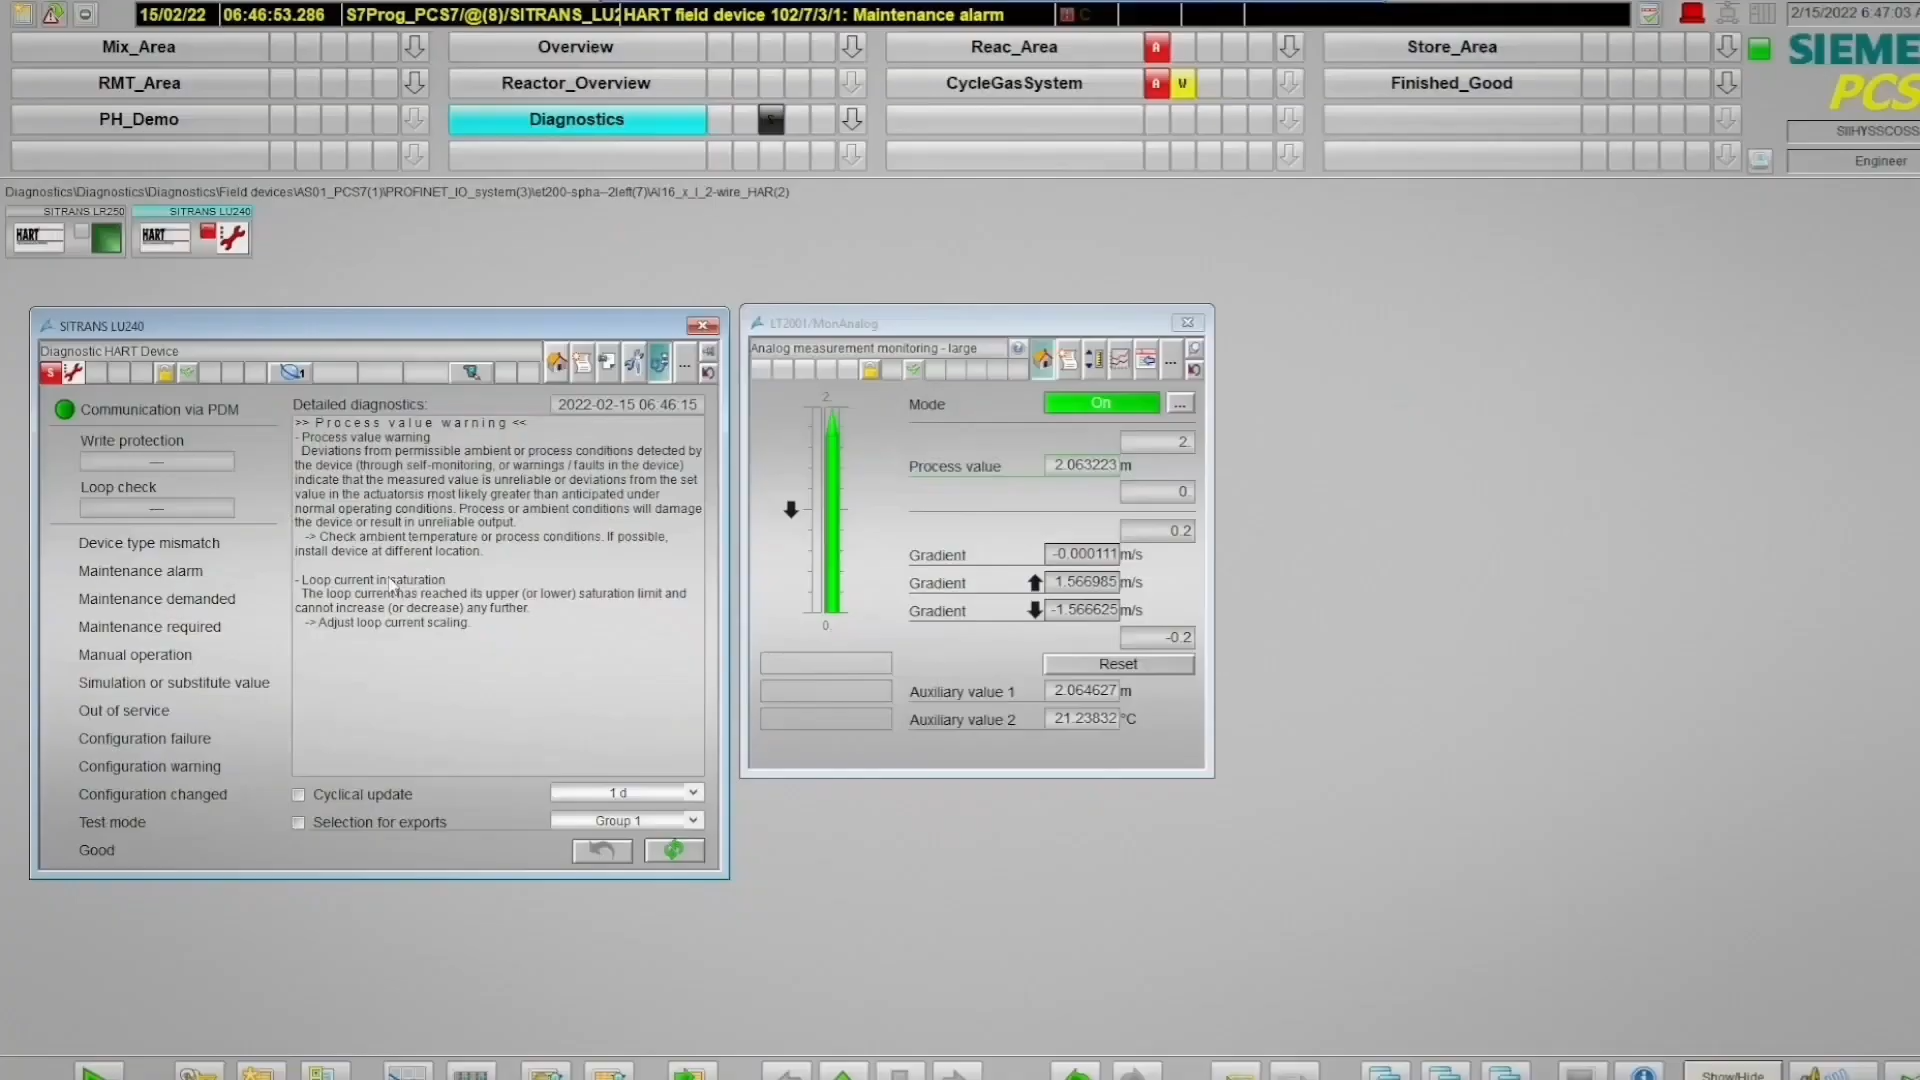 15/02/22 06:46:53.286 S7Prog_PCS7/@(8)/SITRANS_LU2 HART field device 102/7/3/1: Maintenance alarm C 2/15/2022 6:47:03 A
Mix_Area Overview Reac_Area A Store_Area SIEME
RMT_Area Reactor_Overview CycleGasSystem A W Finished_Good PCS
PH_Demo Diagnostics S SIIHYSSCOSS
Engineer
Diagnostics\Diagnostics\Diagnostics\Field devices\AS01_PCS7(1)\PROFINET_IO_system(3)\et200-spha--2left(7)\AI16_x_I_2-wire_HAR(2)
SITRANS LR250 SITRANS LU240
HART HART
SITRANS LU240
Diagnostic HART Device
S 1 ...
Communication via PDM
Write protection
---
Loop check
---
Device type mismatch
Maintenance alarm
Maintenance demanded
Maintenance required
Manual operation
Simulation or substitute value
Out of service
Configuration failure
Configuration warning
Configuration changed
Test mode
Good
Detailed diagnostics: 2022-02-15 06:46:15
>> Process value warning <<
- Process value warning
Deviations from permissible ambient or process conditions detected by
the device (through self-monitoring, or warnings / faults in the device)
indicate that the measured value is unreliable or deviations from the set
value in the actuatorsis most likely greater than anticipated under
normal operating conditions. Process or ambient conditions will damage
the device or result in unreliable output.
-> Check ambient temperature or process conditions. If possible,
install device at different location.
- Loop current in saturation
The loop current has reached its upper (or lower) saturation limit and
cannot increase (or decrease) any further.
-> Adjust loop current scaling.
Cyclical update 1 d
Selection for exports Group 1
LT2001/MonAnalog
Analog measurement monitoring - large
...
2.
0.
Mode On ...
2.
Process value 2.063223 m
0.
0.2
Gradient -0.000111 m/s
Gradient 1.566985 m/s
Gradient -1.566625 m/s
-0.2
Reset
Auxiliary value 1 2.064627 m
Auxiliary value 2 21.23832 °C
Show/Hide